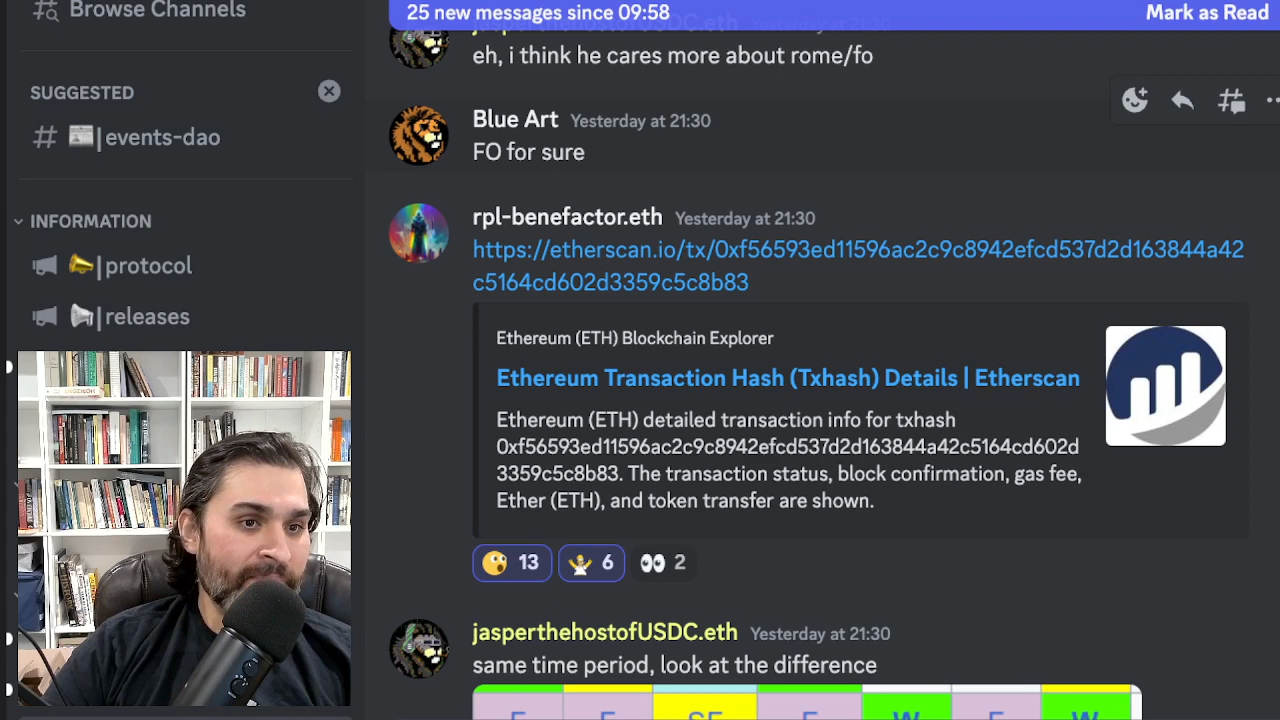 Browse Channels
25 new messages since 09:58
Mark as Read
jasperthehostofUSDC.eth
eh, i think he cares more about rome/fo
SUGGESTED
events-dao
Blue Art Yesterday at 21:30
FO for sure
INFORMATION
protocol
releases
rpl-benefactor.eth Yesterday at 21:30
https://etherscan.io/tx/0xf56593ed11596ac2c9c8942efcd537d2d163844a42
c5164cd602d3359c5c8b83
Ethereum (ETH) Blockchain Explorer
Ethereum Transaction Hash (Txhash) Details | Etherscan
Ethereum (ETH) detailed transaction info for txhash
0xf56593ed11596ac2c9c8942efcd537d2d163844a42c5164cd602d
3359c5c8b83. The transaction status, block confirmation, gas fee,
Ether (ETH), and token transfer are shown.
13 6 2
jasperthehostofUSDC.eth Yesterday at 21:30
same time period, look at the difference